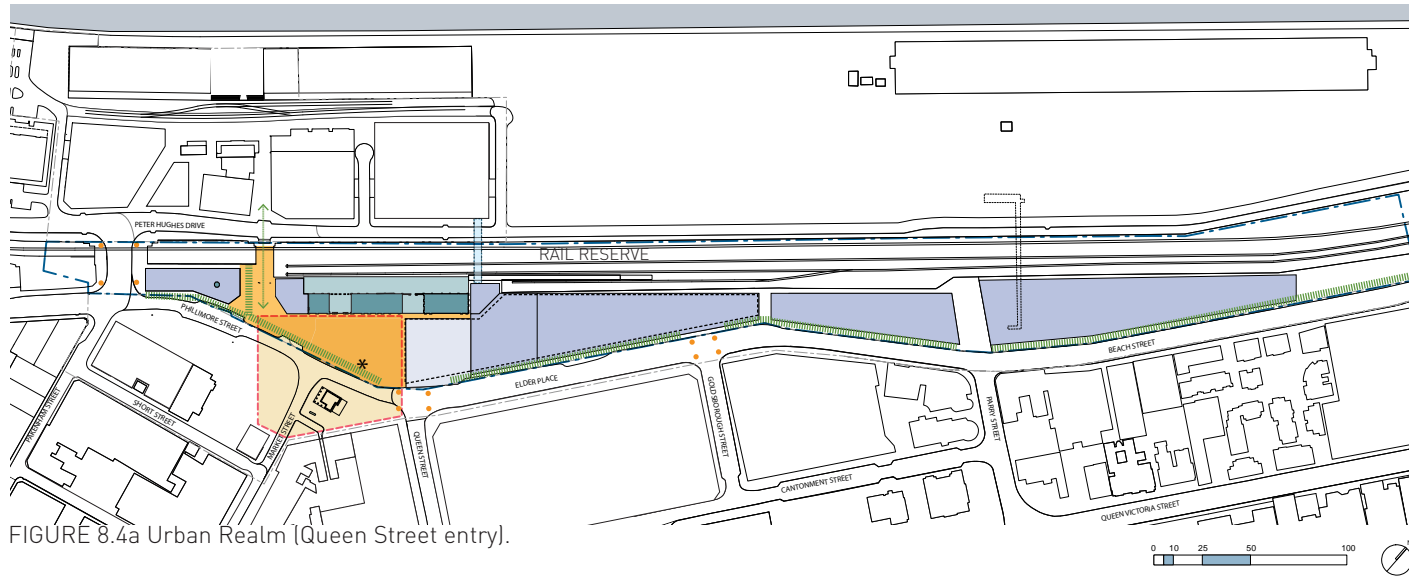 PETER HUGHES DRIVE
RAIL RESERVE
PHILLIMORE STREET
BEACH STREET
ELDER PLACE
GOLDSBOROUGH STREET
PARRY STREET
PAKENHAM STREET
SHORT STREET
MARKET STREET
QUEEN STREET
CANTONMENT STREET
QUEEN VICTORIA STREET
FIGURE 8.4a Urban Realm (Queen Street entry).
0 10 25 50 100